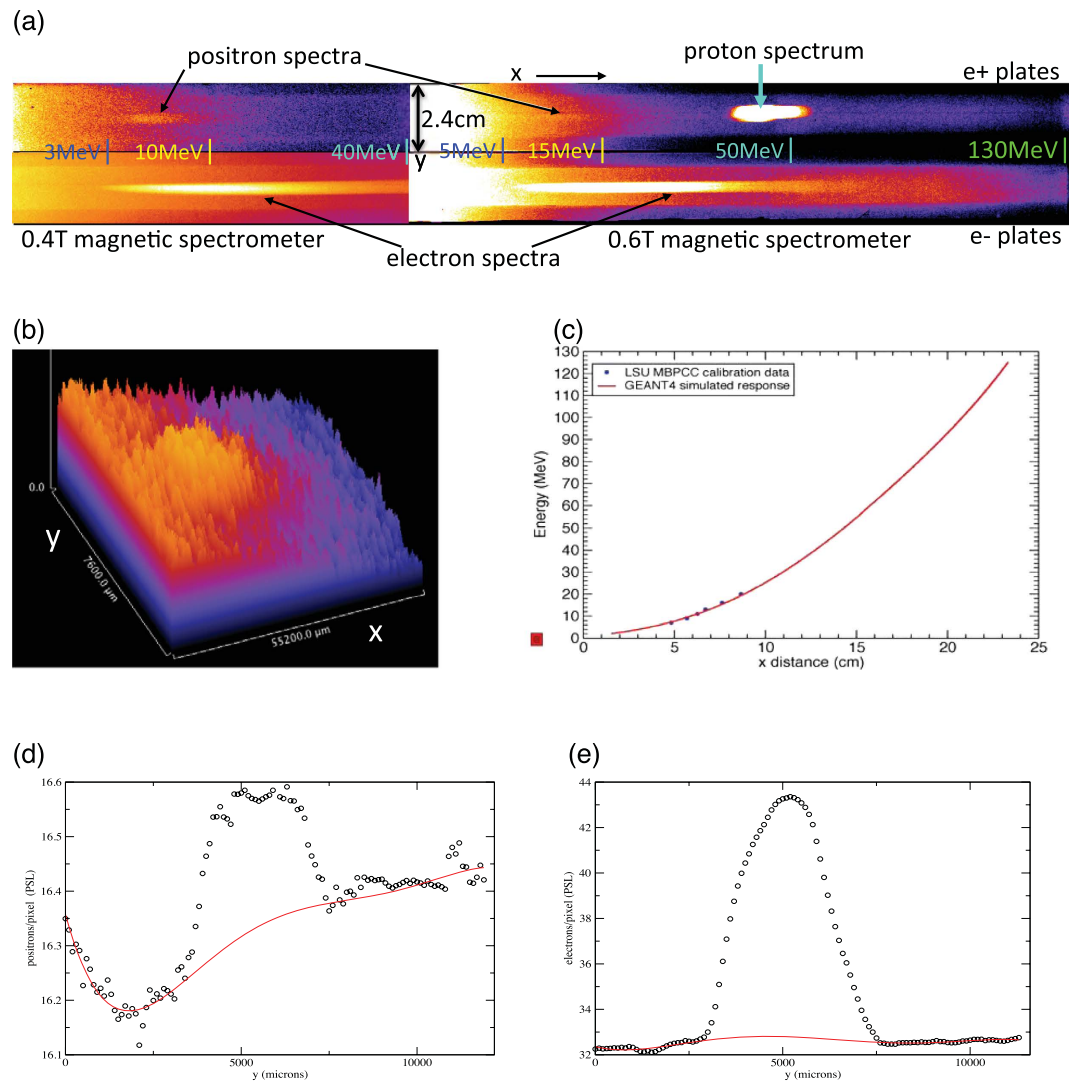 (a)
positron spectra
x
proton spectrum
e+ plates
2.4cm
3MeV 10MeV 40MeV 5MeV 15MeV 50MeV 130MeV
y
0.4T magnetic spectrometer
electron spectra
0.6T magnetic spectrometer
e- plates
(b)
0.0
y
7600.0 µm
55200.0 µm
x
(c)
130
120
110
100
90
80
70
60
50
40
30
20
10
0
Energy (MeV)
LSU MBPCC calibration data
GEANT4 simulated response
0 5 10 15 20 25
x distance (cm)
(d)
16.6
16.5
16.4
16.3
16.2
16.1
positrons/pixel (PSL)
0 5000 10000
y (microns)
(e)
44
42
40
38
36
34
32
electrons/pixel (PSL)
0 5000 10000
y (microns)